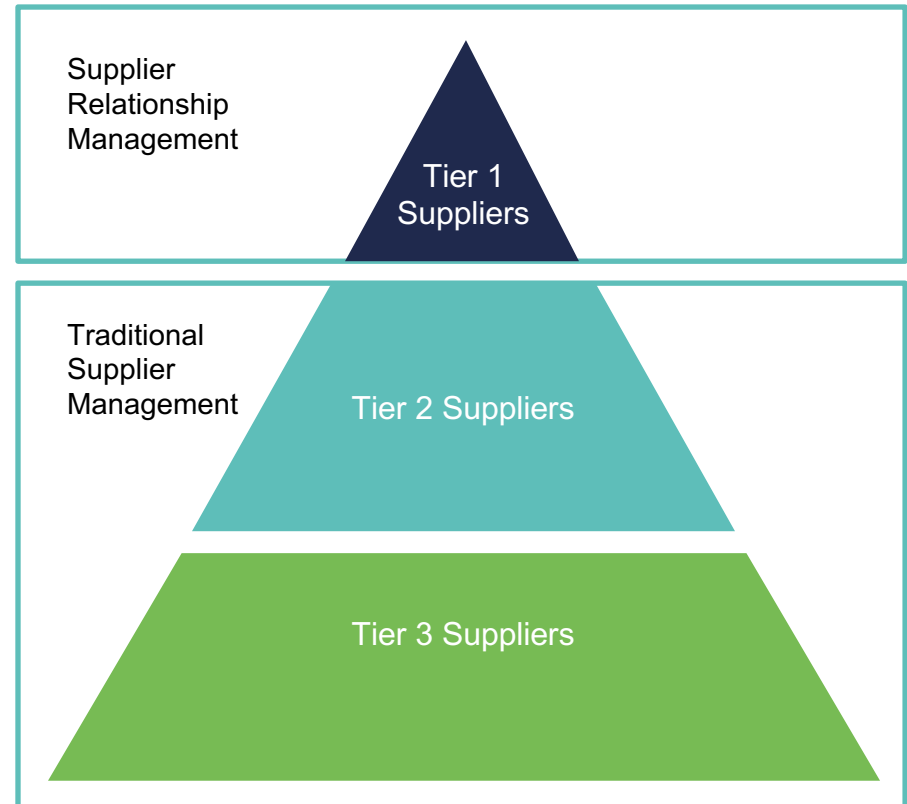 Supplier
Relationship
Management
Tier 1
Suppliers
Traditional
Supplier
Management
Tier 2 Suppliers
Tier 3 Suppliers